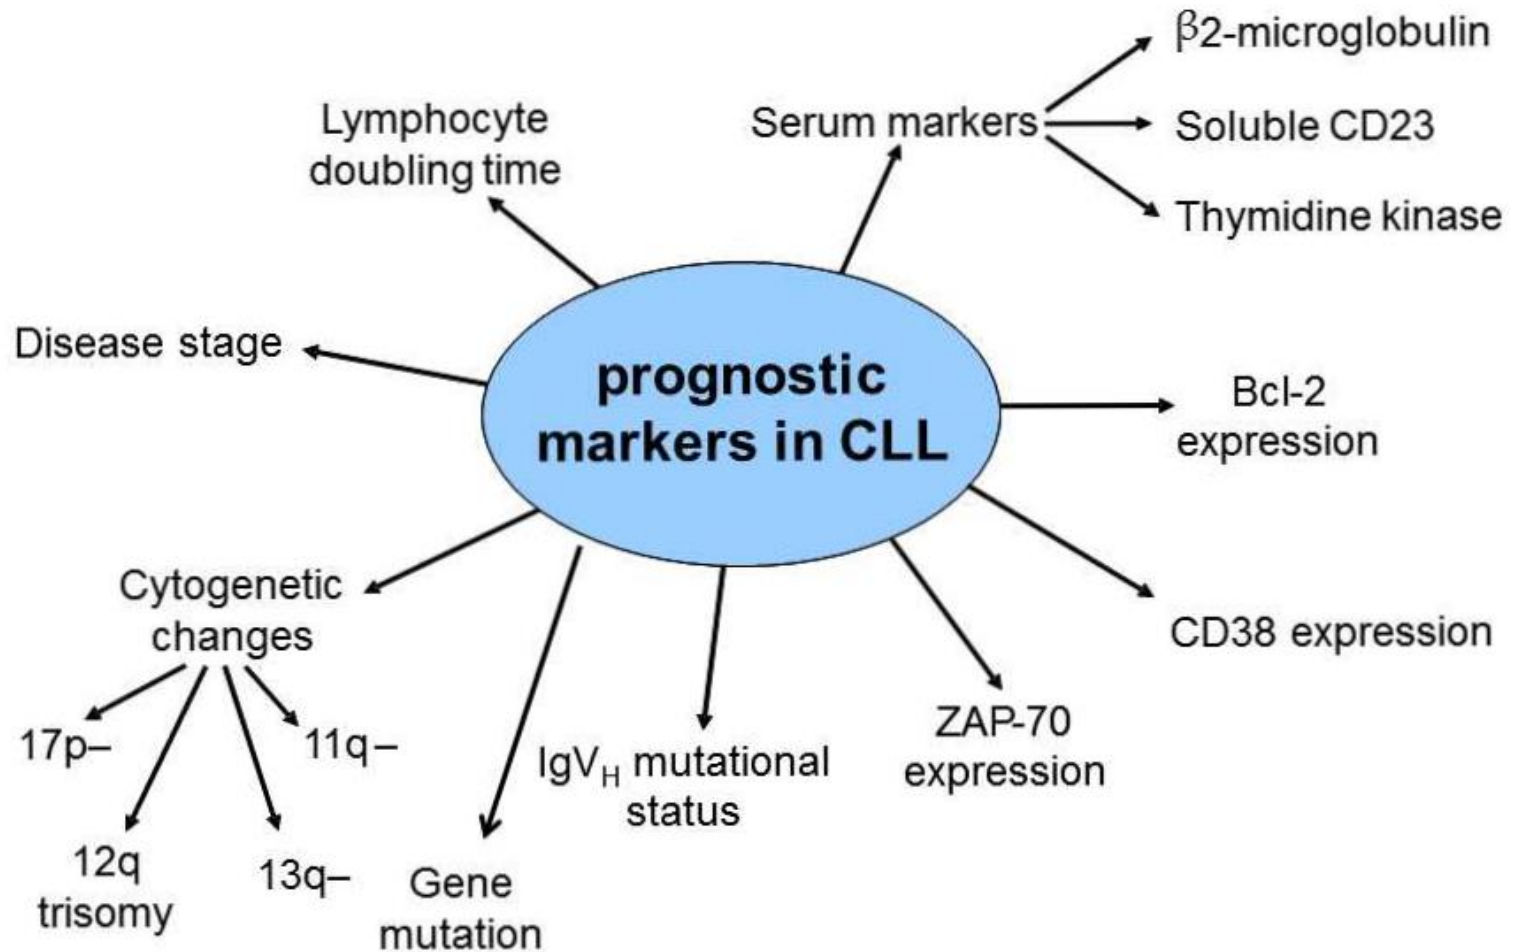 β2-microglobulin
Lymphocyte
doubling time
Serum markers
Soluble CD23
Thymidine kinase
Disease stage
prognostic
markers in CLL
Bcl-2
expression
Cytogenetic
changes
CD38 expression
17p–
11q–
12q
trisomy
13q–
Gene
mutation
IgV_H mutational
status
ZAP-70
expression